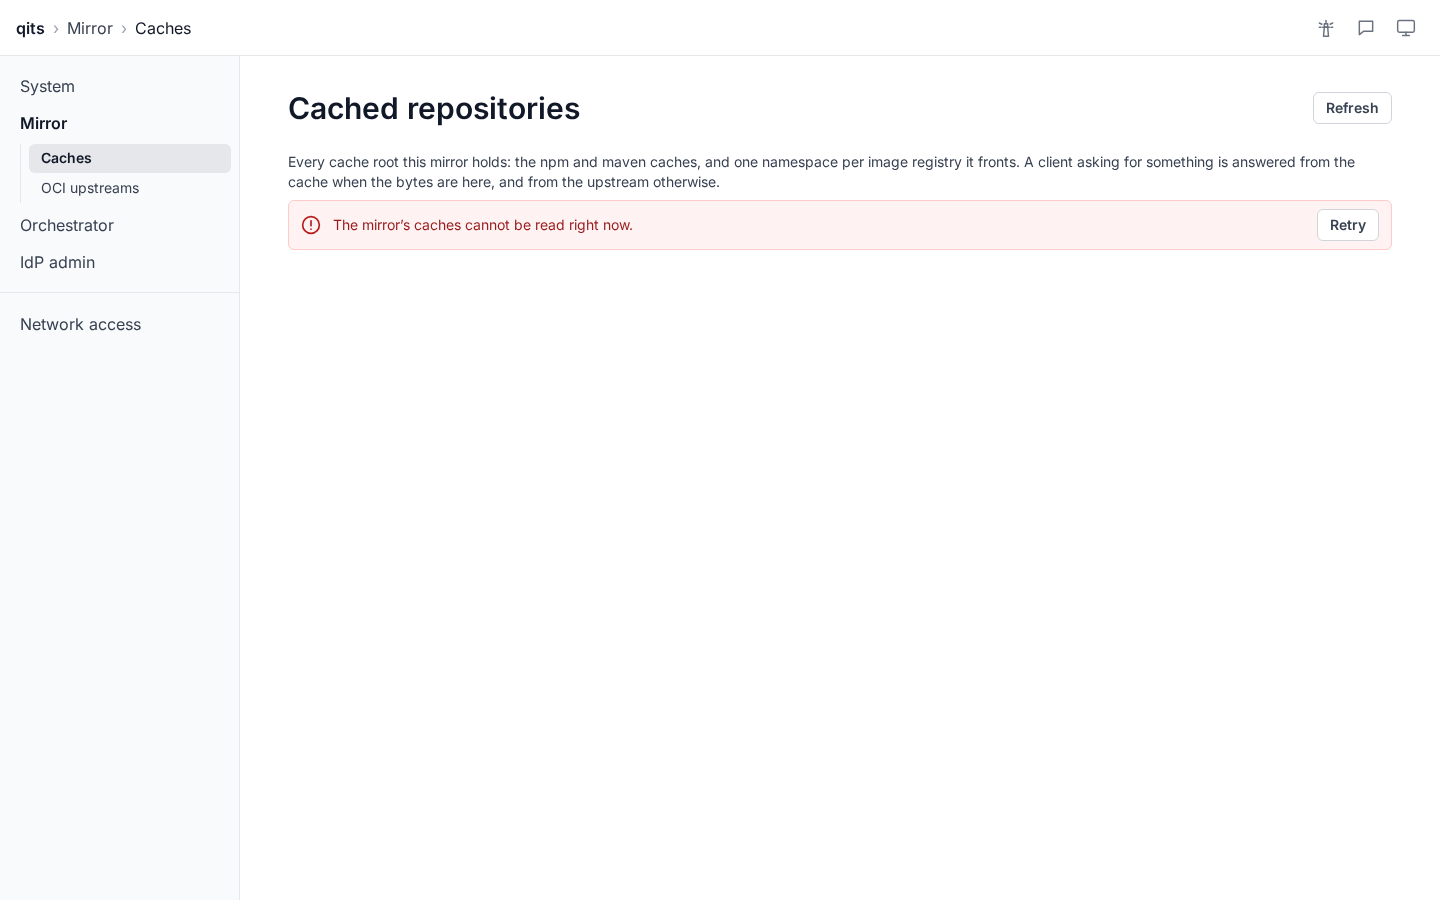 qits › Mirror › Caches
System
Mirror
Caches
OCI upstreams
Orchestrator
IdP admin
Network access
Cached repositories
Refresh
Every cache root this mirror holds: the npm and maven caches, and one namespace per image registry it fronts. A client asking for something is answered from the
cache when the bytes are here, and from the upstream otherwise.
The mirror’s caches cannot be read right now.
Retry